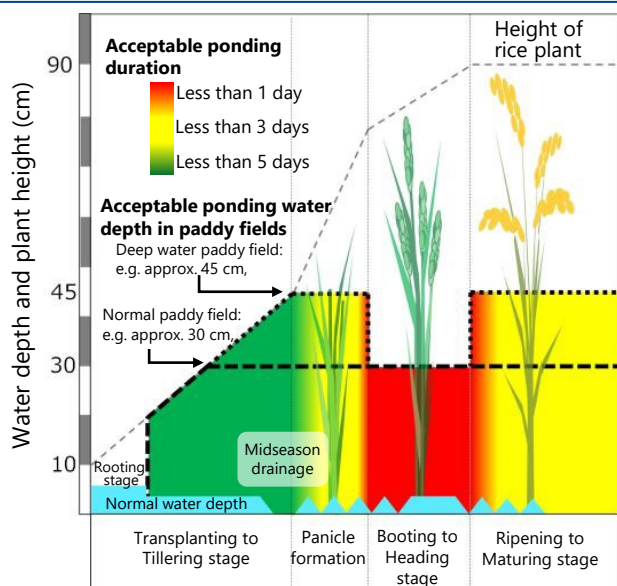 Water depth and plant height (cm)
90
45
30
10
Acceptable ponding
duration
Less than 1 day
Less than 3 days
Less than 5 days
Height of
rice plant
Acceptable ponding water
depth in paddy fields
Deep water paddy field:
e.g. approx. 45 cm,
Normal paddy field:
e.g. approx. 30 cm,
Rooting
stage
Midseason
drainage
Normal water depth
Transplanting to
Tillering stage
Panicle
formation
Booting to
Heading
stage
Ripening to
Maturing stage